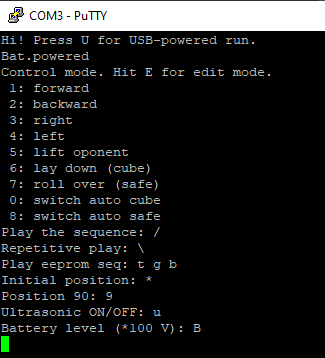 COM3 - PuTTY
Hi! Press U for USB-powered run.
Bat.powered
Control mode. Hit E for edit mode.
1: forward
2: backward
3: right
4: left
5: lift oponent
6: lay down (cube)
7: roll over (safe)
0: switch auto cube
8: switch auto safe
Play the sequence: /
Repetitive play: \
Play eeprom seq: t g b
Initial position: *
Position 90: 9
Ultrasonic ON/OFF: u
Battery level (*100 V): B